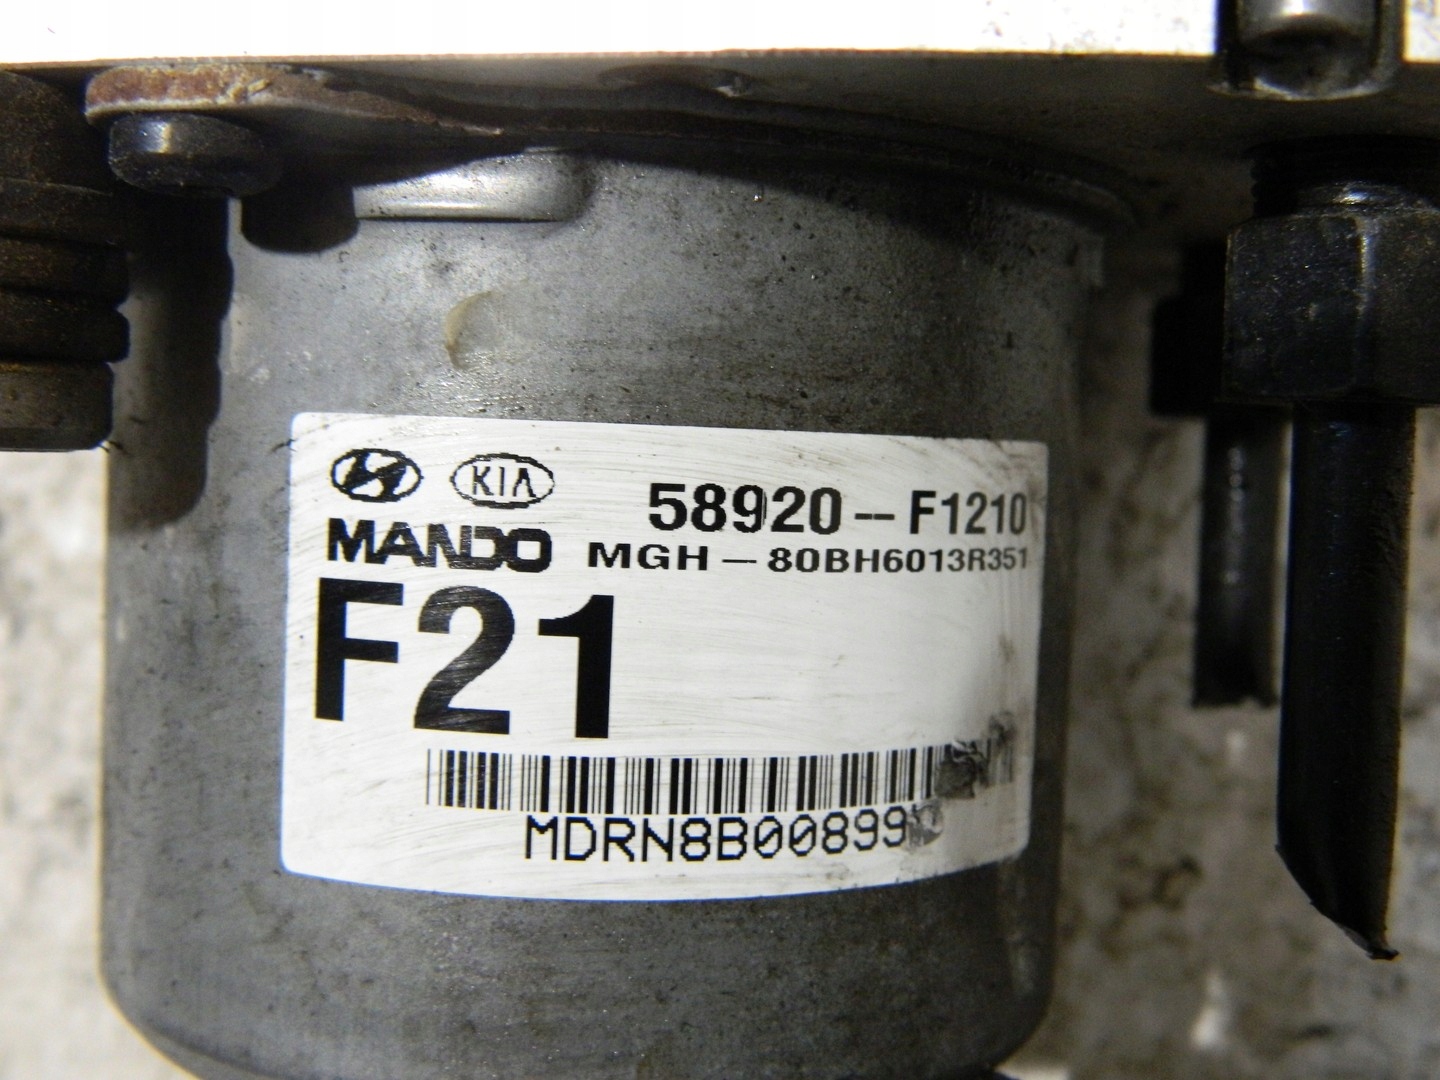 KIA 58920--F1210
MANDO MGH-80BH6013R351
F21
MDRN8B00899